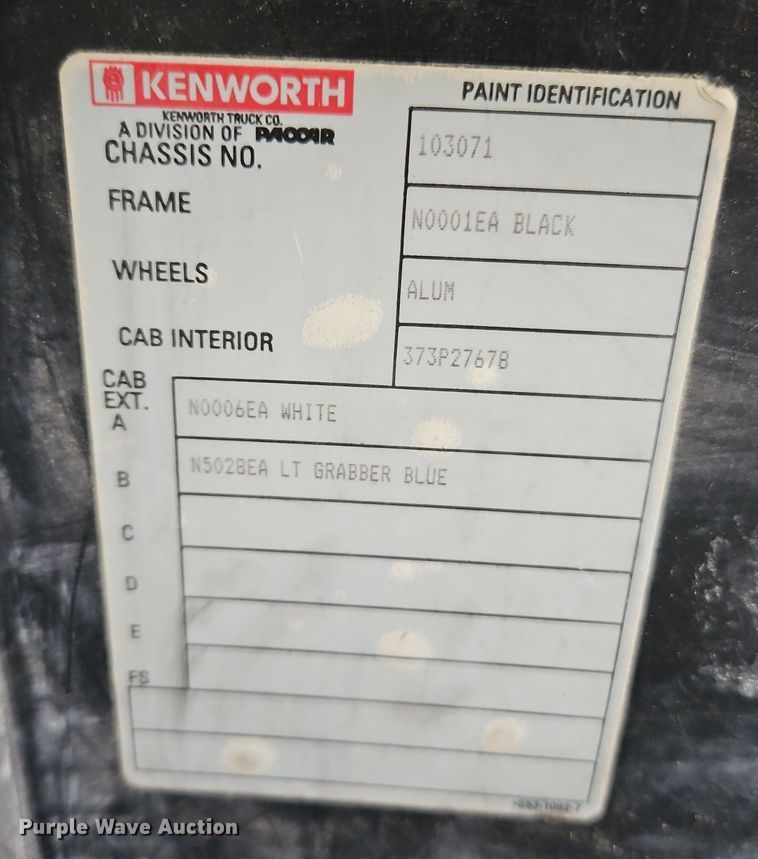 KENWORTH
PAINT IDENTIFICATION
KENWORTH TRUCK CO.
A DIVISION OF PACCAR
CHASSIS NO. 103071
FRAME N0001EA BLACK
WHEELS ALUM
CAB INTERIOR 373P27678
CAB
EXT.
A N0006EA WHITE
B N5028EA LT GRABBER BLUE
C
D
E
FS
Purple Wave Auction